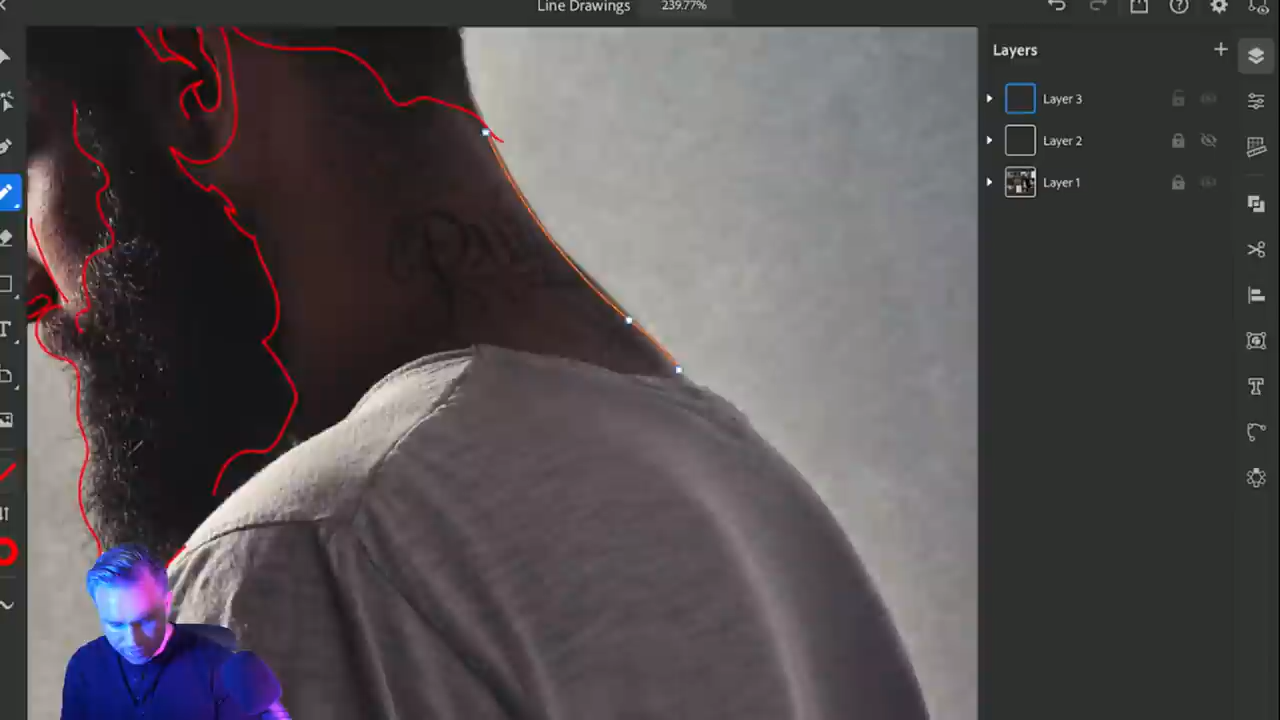 Line Drawings 239.77%
Layers
Layer 3
Layer 2
Layer 1